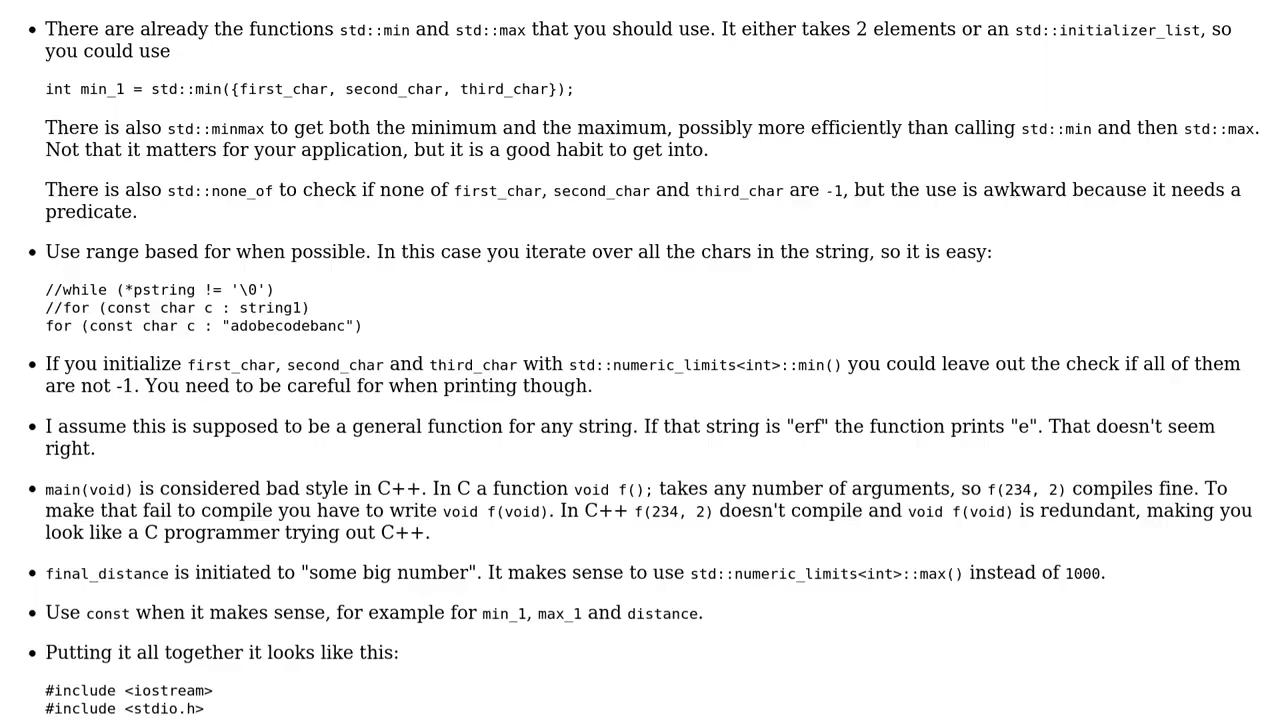 • There are already the functions std::min and std::max that you should use. It either takes 2 elements or an std::initializer_list, so
you could use
int min_1 = std::min({first_char, second_char, third_char});
There is also std::minmax to get both the minimum and the maximum, possibly more efficiently than calling std::min and then std::max.
Not that it matters for your application, but it is a good habit to get into.
There is also std::none_of to check if none of first_char, second_char and third_char are -1, but the use is awkward because it needs a
predicate.
• Use range based for when possible. In this case you iterate over all the chars in the string, so it is easy:
//while (*pstring != '\0')
//for (const char c : string1)
for (const char c : "adobecodebanc")
• If you initialize first_char, second_char and third_char with std::numeric_limits<int>::min() you could leave out the check if all of them
are not -1. You need to be careful for when printing though.
• I assume this is supposed to be a general function for any string. If that string is "erf" the function prints "e". That doesn't seem
right.
• main(void) is considered bad style in C++. In C a function void f(); takes any number of arguments, so f(234, 2) compiles fine. To
make that fail to compile you have to write void f(void). In C++ f(234, 2) doesn't compile and void f(void) is redundant, making you
look like a C programmer trying out C++.
• final_distance is initiated to "some big number". It makes sense to use std::numeric_limits<int>::max() instead of 1000.
• Use const when it makes sense, for example for min_1, max_1 and distance.
• Putting it all together it looks like this:
#include <iostream>
#include <stdio.h>